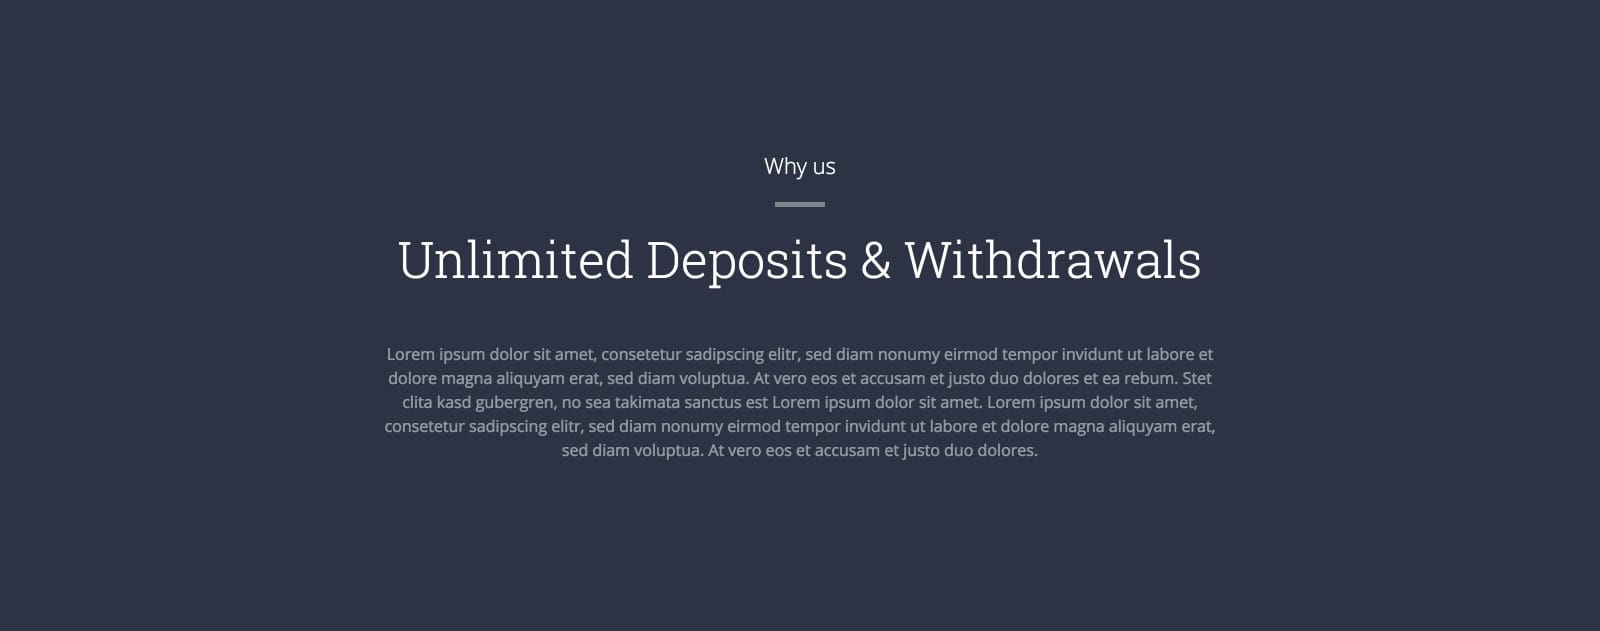 Why us
Unlimited Deposits & Withdrawals
Lorem ipsum dolor sit amet, consetetur sadipscing elitr, sed diam nonumy eirmod tempor invidunt ut labore et
dolore magna aliquyam erat, sed diam voluptua. At vero eos et accusam et justo duo dolores et ea rebum. Stet
clita kasd gubergren, no sea takimata sanctus est Lorem ipsum dolor sit amet. Lorem ipsum dolor sit amet,
consetetur sadipscing elitr, sed diam nonumy eirmod tempor invidunt ut labore et dolore magna aliquyam erat,
sed diam voluptua. At vero eos et accusam et justo duo dolores.